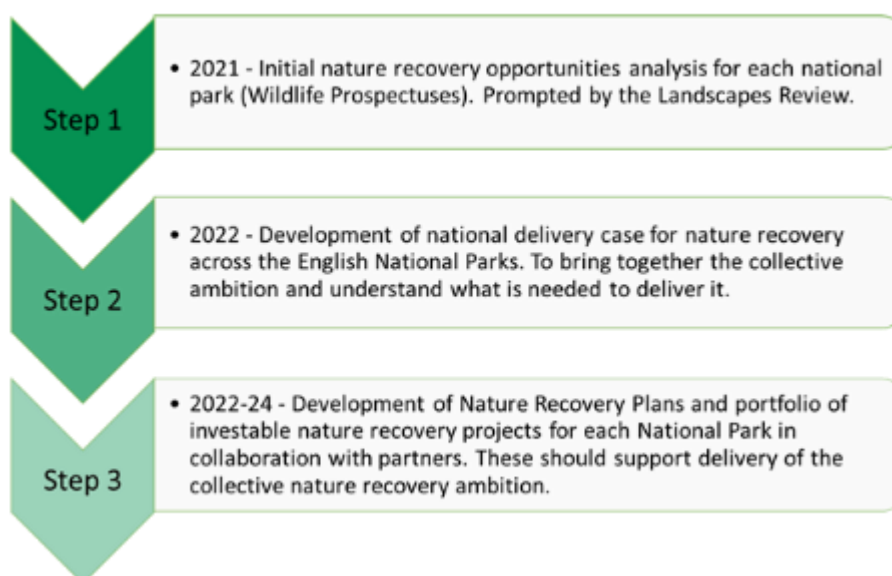 Step 1
• 2021 - Initial nature recovery opportunities analysis for each national
park (Wildlife Prospectuses). Prompted by the Landscapes Review.
Step 2
• 2022 - Development of national delivery case for nature recovery
across the English National Parks. To bring together the collective
ambition and understand what is needed to deliver it.
Step 3
• 2022-24 - Development of Nature Recovery Plans and portfolio of
investable nature recovery projects for each National Park in
collaboration with partners. These should support delivery of the
collective nature recovery ambition.